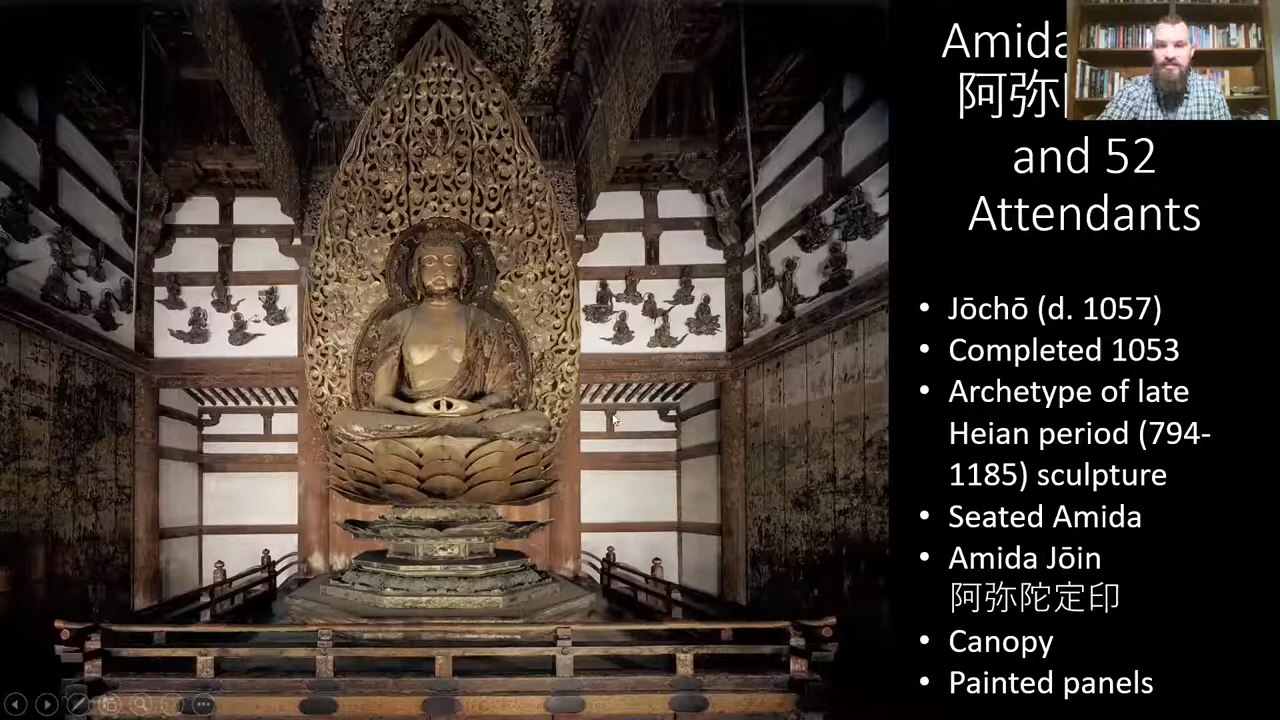 Amida
阿弥
and 52
Attendants
• Jōchō (d. 1057)
• Completed 1053
• Archetype of late
Heian period (794-
1185) sculpture
• Seated Amida
• Amida Jōin
阿弥陀定印
• Canopy
• Painted panels